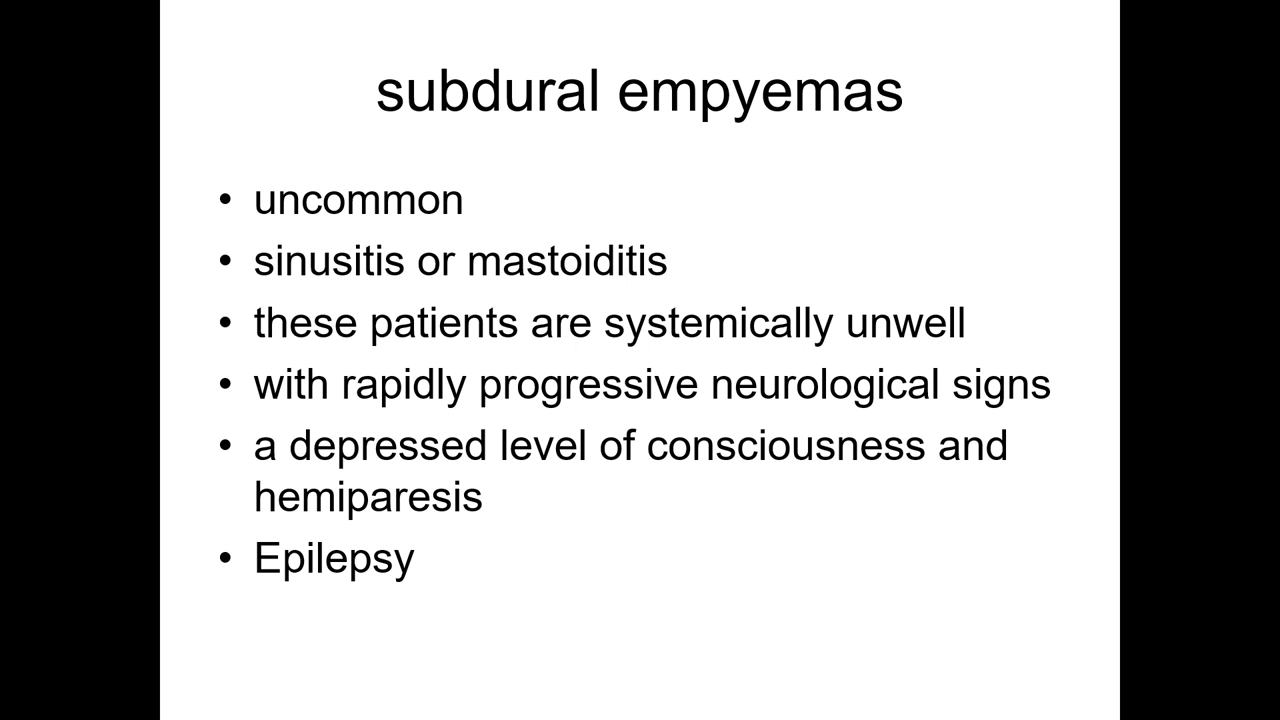 subdural empyemas
• uncommon
• sinusitis or mastoiditis
• these patients are systemically unwell
• with rapidly progressive neurological signs
• a depressed level of consciousness and
hemiparesis
• Epilepsy